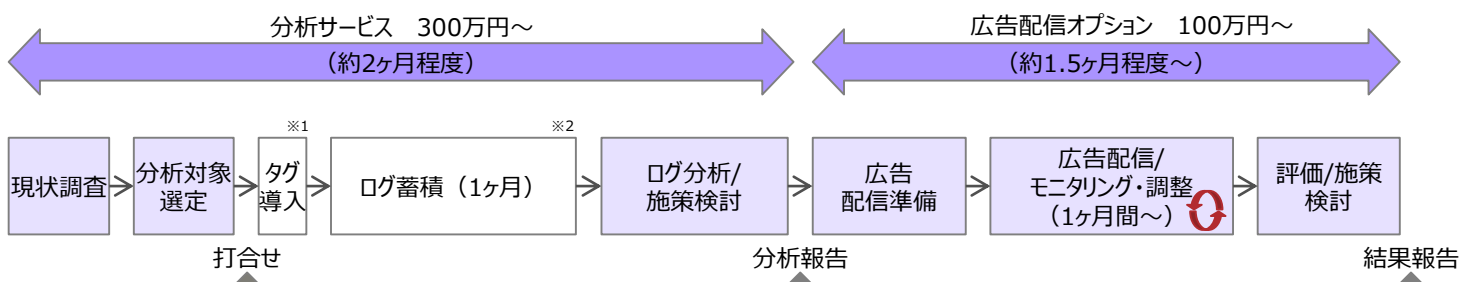 分析サービス　300万円～
（約2ヶ月程度）
広告配信オプション　100万円～
（約1.5ヶ月程度～）
現状調査
分析対象
選定
※1
タグ
導入
※2
ログ蓄積（1ヶ月）
ログ分析/
施策検討
広告
配信準備
広告配信/
モニタリング・調整
（1ヶ月間～）
評価/施策
検討
打合せ
分析報告
結果報告